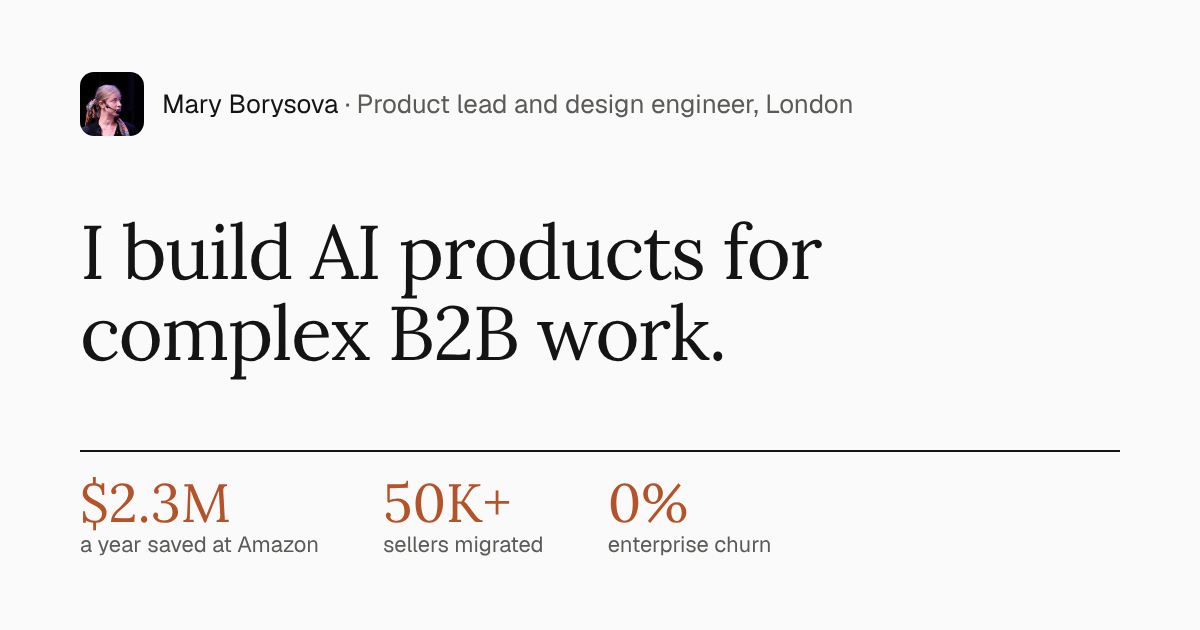 Mary Borysova · Product lead and design engineer, London
I build AI products for
complex B2B work.
$2.3M
a year saved at Amazon
50K+
sellers migrated
0%
enterprise churn